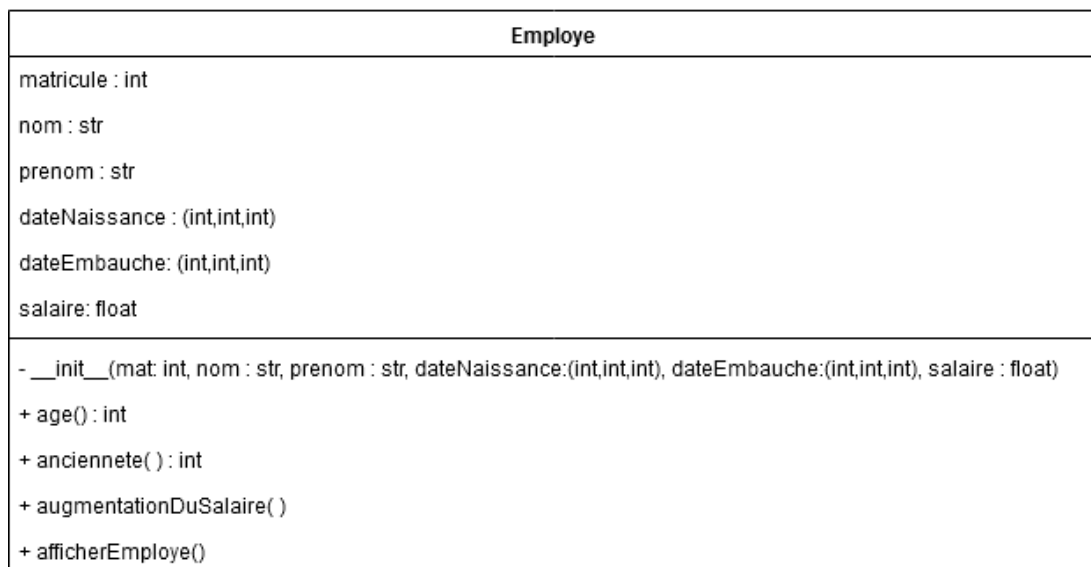 Employe
matricule : int
nom : str
prenom : str
dateNaissance : (int,int,int)
dateEmbauche: (int,int,int)
salaire: float
- __init__(mat: int, nom : str, prenom : str, dateNaissance:(int,int,int), dateEmbauche:(int,int,int), salaire : float)
+ age() : int
+ anciennete( ) : int
+ augmentationDuSalaire( )
+ afficherEmploye()